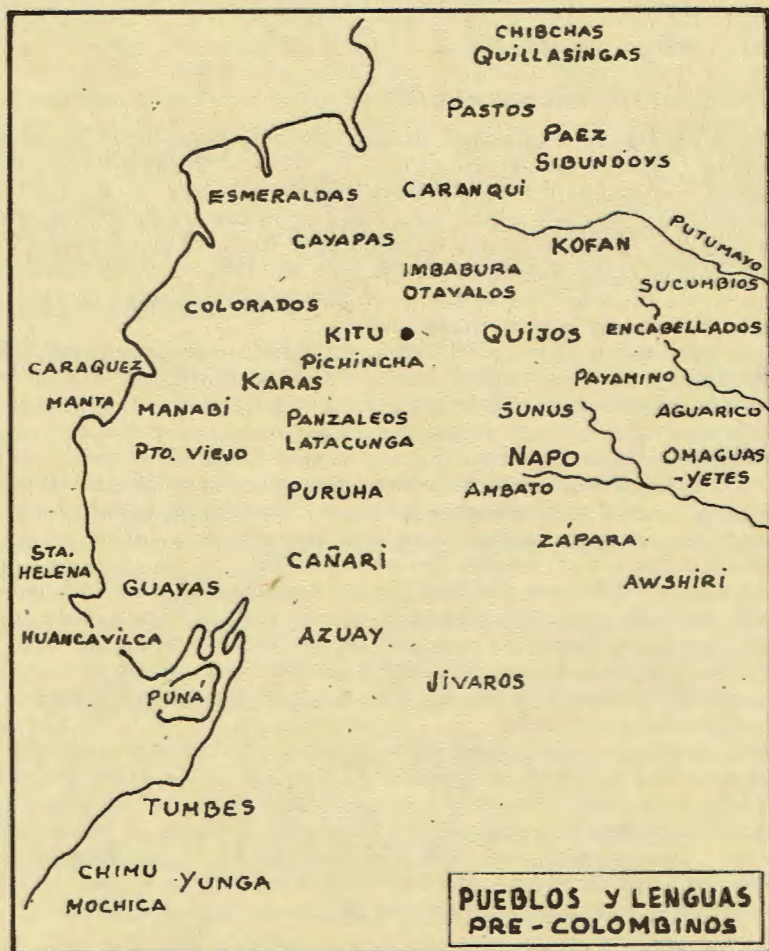 CHIBCHAS
QUILLASINGAS
PASTOS
PAEZ
SIBUNDOYS
ESMERALDAS
CARANQUI
CAYAPAS
KOFAN
PUTUMAYO
IMBABURA
OTAVALOS
SUCUMBIOS
COLORADOS
KITU
QUIJOS
ENCABELLADOS
PICHINCHA
CARAQUEZ
KARAS
PAYAMINO
MANTA
MANABÍ
PANZALEOS
LATACUNGA
SUNUS
AGUARICO
PTO. VIEJO
NAPO
OMAGUAS
-YETES
PURUHA
AMBATO
ZÁPARA
STA.
HELENA
CAÑARI
AWSHIRI
GUAYAS
HUANCAVILCA
AZUAY
JIVAROS
PUNÁ
TUMBES
CHIMU
MOCHICA
YUNGA
PUEBLOS Y LENGUAS
PRE-COLOMBINOS